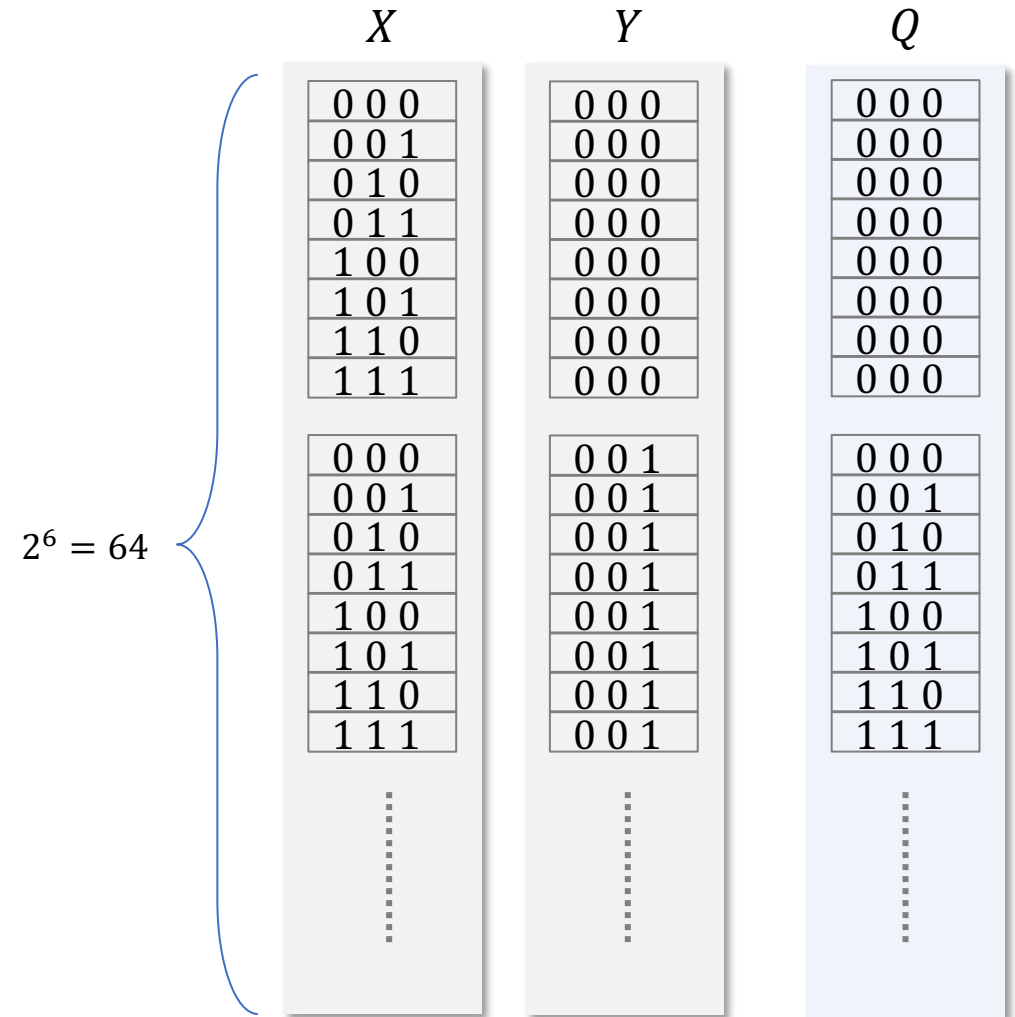 X Y Q
0 0 0 0 0 0 0 0 0
0 0 1 0 0 0 0 0 0
0 1 0 0 0 0 0 0 0
0 1 1 0 0 0 0 0 0
1 0 0 0 0 0 0 0 0
1 0 1 0 0 0 0 0 0
1 1 0 0 0 0 0 0 0
1 1 1 0 0 0 0 0 0
0 0 0 0 0 1 0 0 0
0 0 1 0 0 1 0 0 1
0 1 0 0 0 1 0 1 0
2⁶ = 64
0 1 1 0 0 1 0 1 1
1 0 0 0 0 1 1 0 0
1 0 1 0 0 1 1 0 1
1 1 0 0 0 1 1 1 0
1 1 1 0 0 1 1 1 1